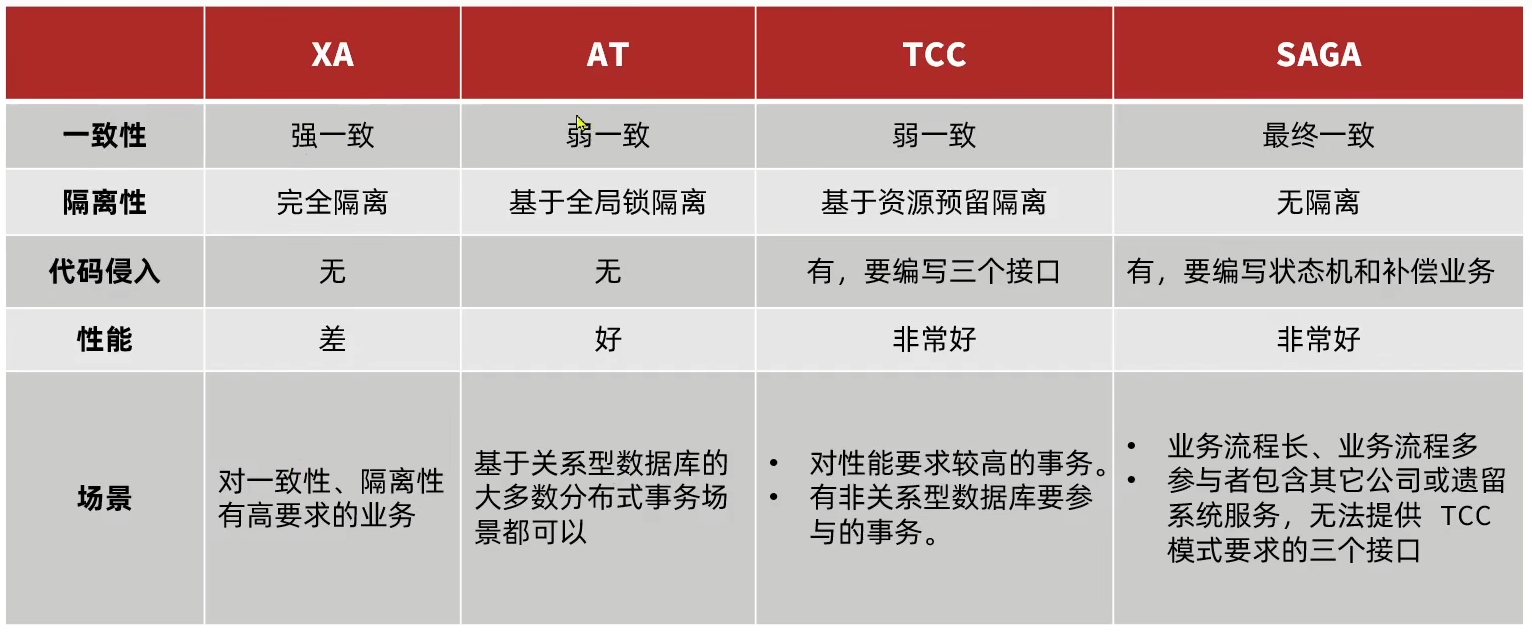 XA AT TCC SAGA
一致性 强一致 弱一致 弱一致 最终一致
隔离性 完全隔离 基于全局锁隔离 基于资源预留隔离 无隔离
代码侵入 无 无 有，要编写三个接口 有，要编写状态机和补偿业务
性能 差 好 非常好 非常好
场景
对一致性、隔离性
有高要求的业务
基于关系型数据库的
大多数分布式事务场
景都可以
• 对性能要求较高的事务。
• 有非关系型数据库要参
与的事务。
• 业务流程长、业务流程多
• 参与者包含其它公司或遗留
系统服务，无法提供 TCC
模式要求的三个接口